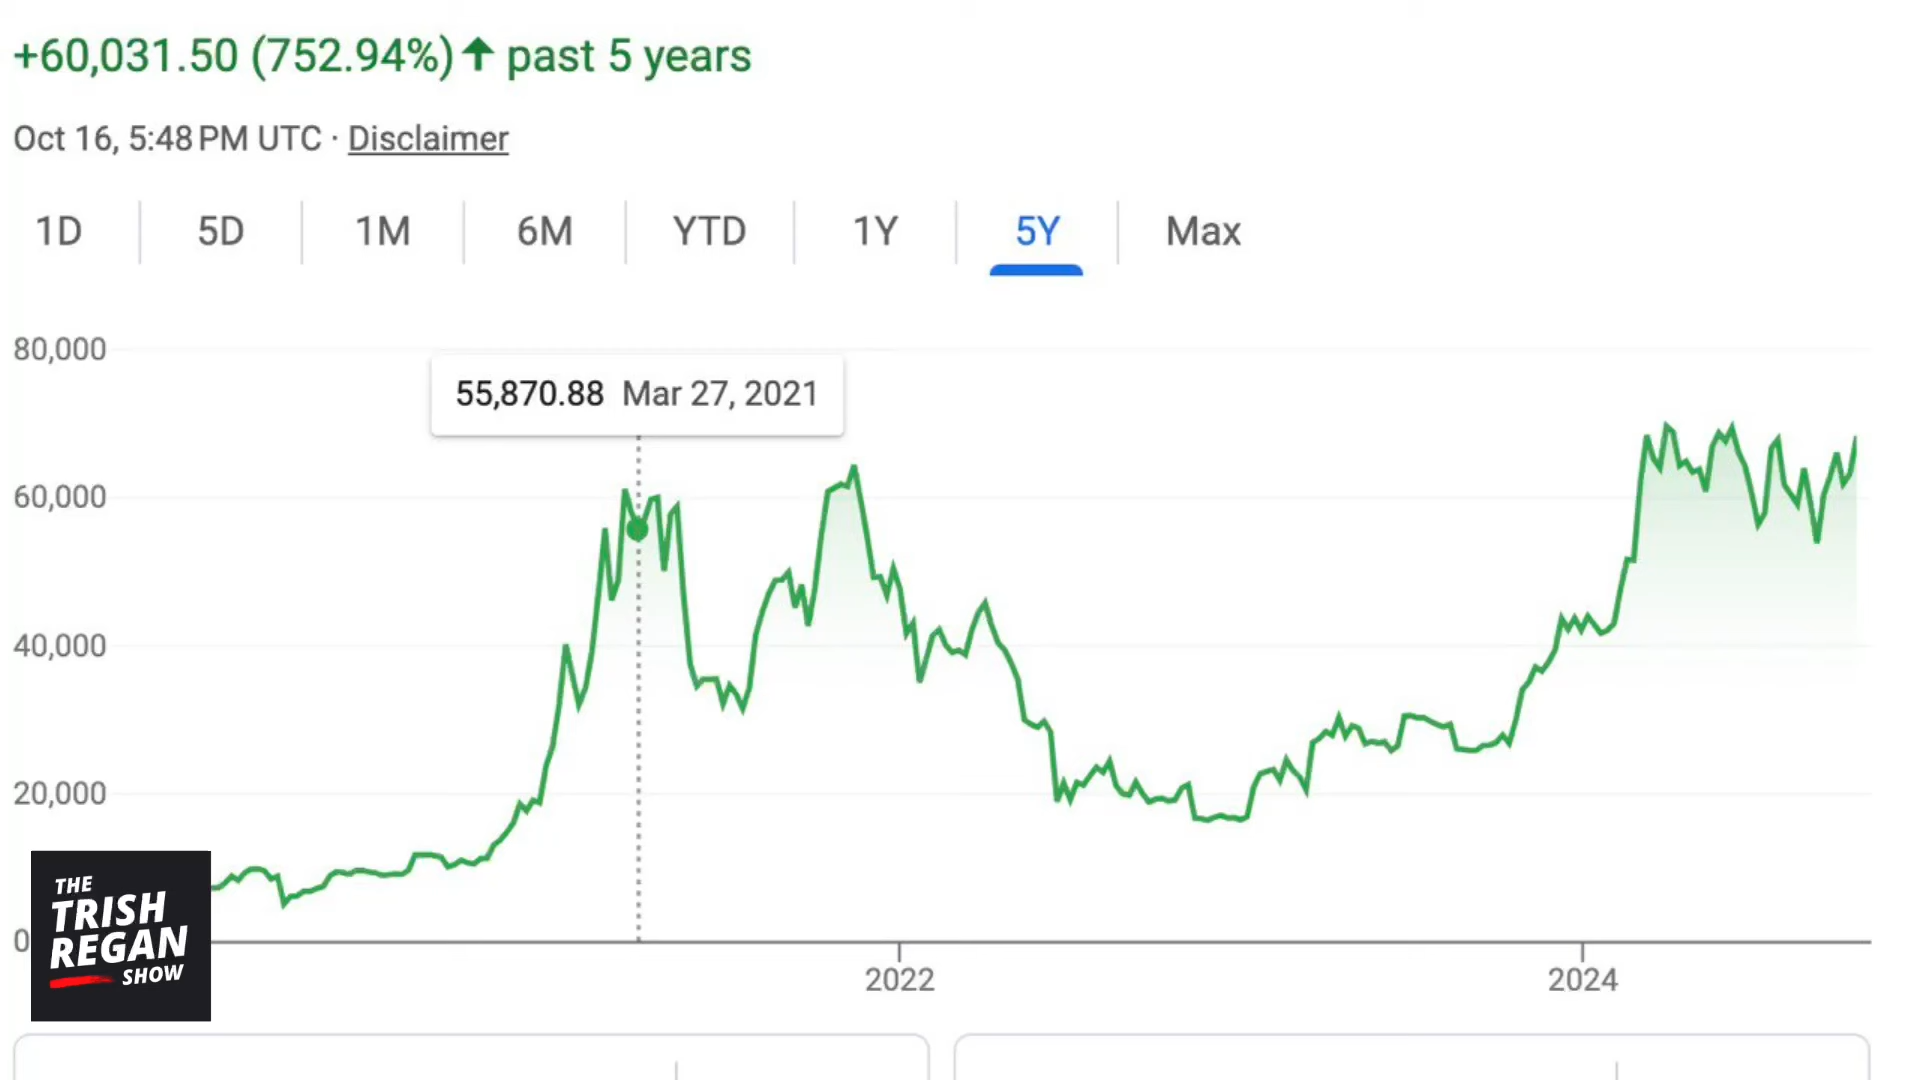 +60,031.50 (752.94%)↑ past 5 years
Oct 16, 5:48 PM UTC · Disclaimer
1D 5D 1M 6M YTD 1Y 5Y Max
80,000
55,870.88 Mar 27, 2021
60,000
40,000
20,000
0
THE
TRISH
REGAN
SHOW
2022 2024